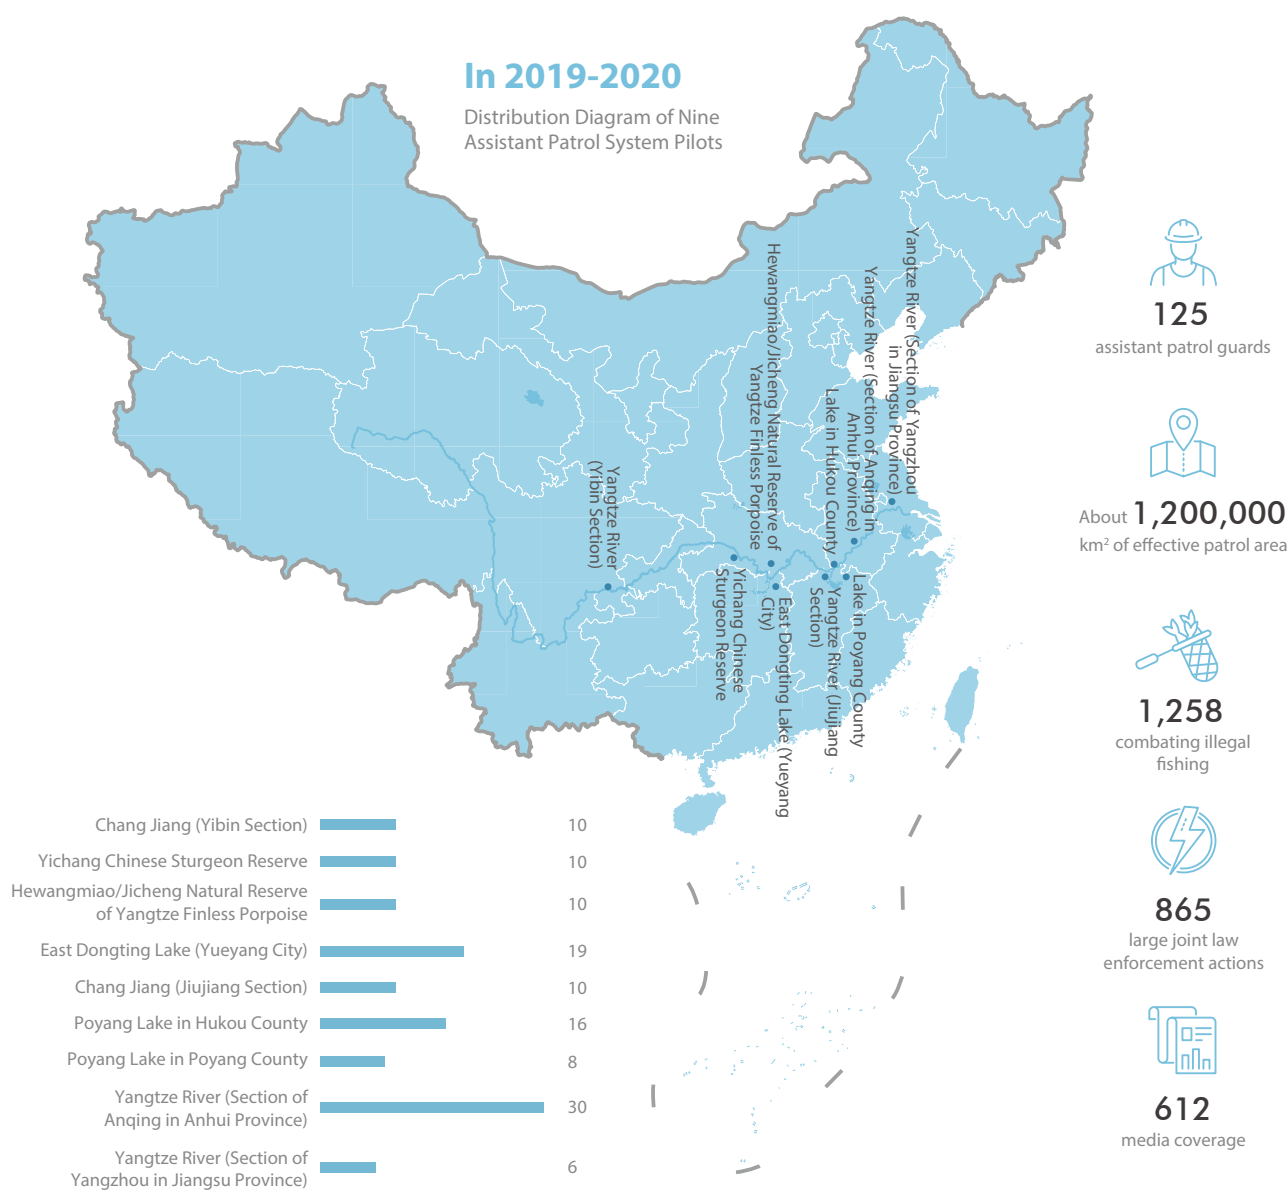 In 2019-2020
Distribution Diagram of Nine
Assistant Patrol System Pilots
Yangtze River
(Yibin Section)
Yichang Chinese
Sturgeon Reserve
Hewangmiao/Jicheng Natural Reserve of
Yangtze Finless Porpoise
East Dongting Lake (Yueyang
City)
Yangtze River (Jiujiang
Section)
Lake in Hukou County
Lake in Poyang County
Yangtze River (Section of Anqing in
Anhui Province)
Yangtze River (Section of Yangzhou
in Jiangsu Province)
125
assistant patrol guards
About 1,200,000
km² of effective patrol area
1,258
combating illegal
fishing
865
large joint law
enforcement actions
612
media coverage
Chang Jiang (Yibin Section) 10
Yichang Chinese Sturgeon Reserve 10
Hewangmiao/Jicheng Natural Reserve
of Yangtze Finless Porpoise 10
East Dongting Lake (Yueyang City) 19
Chang Jiang (Jiujiang Section) 10
Poyang Lake in Hukou County 16
Poyang Lake in Poyang County 8
Yangtze River (Section of
Anqing in Anhui Province) 30
Yangtze River (Section of
Yangzhou in Jiangsu Province) 6